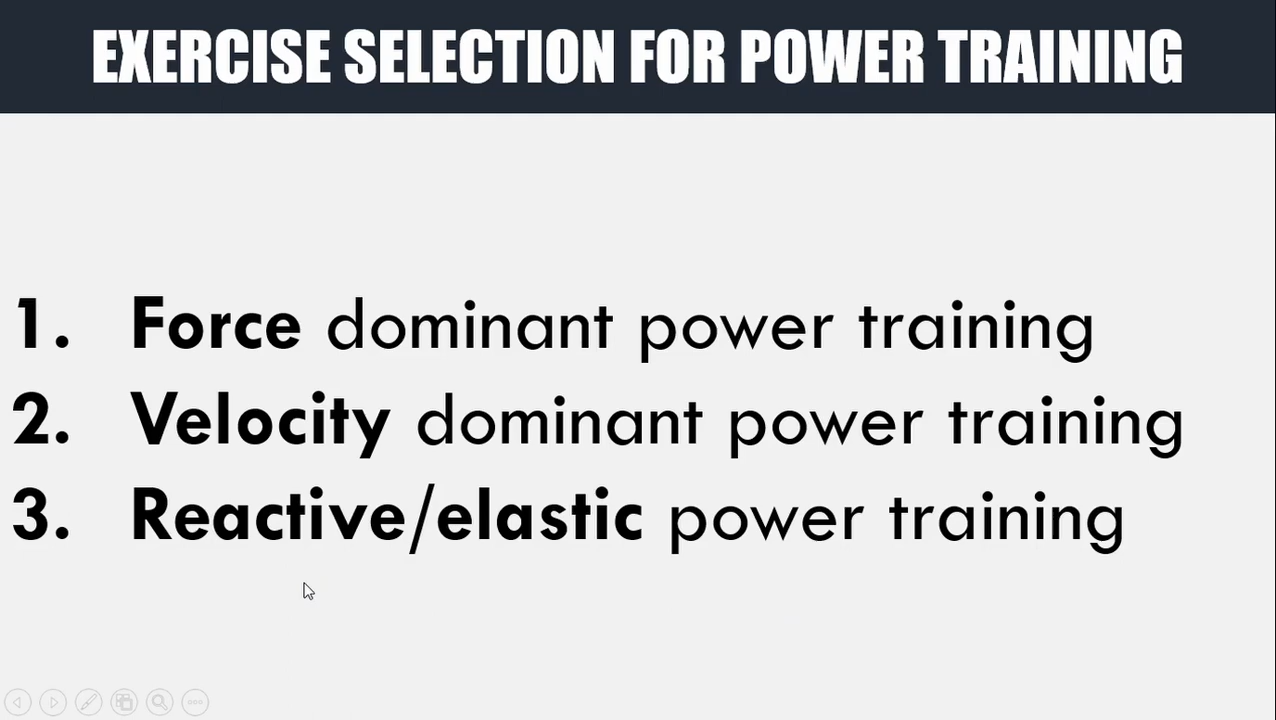 EXERCISE SELECTION FOR POWER TRAINING
1. Force dominant power training
2. Velocity dominant power training
3. Reactive/elastic power training